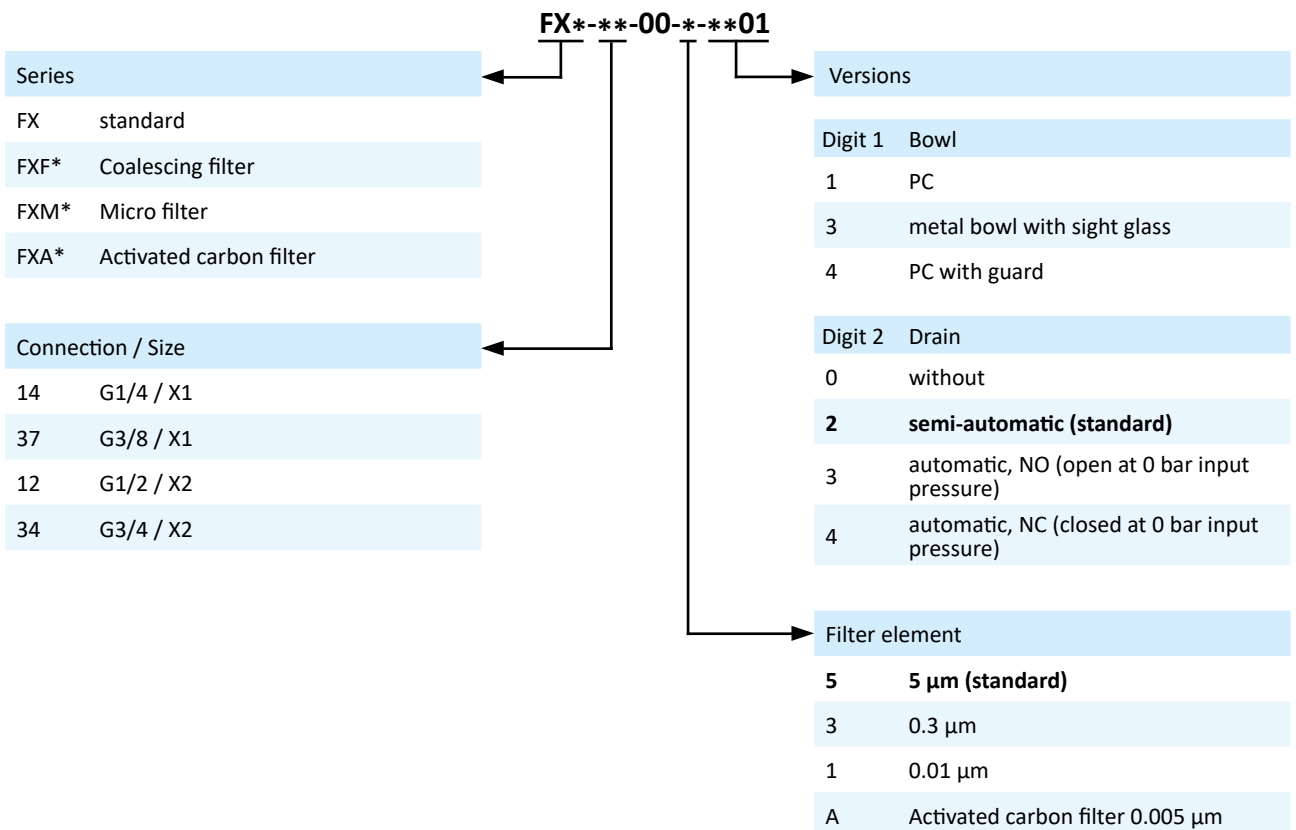 FX*-**-00-*-**01
Series
FX standard
FXF* Coalescing filter
FXM* Micro filter
FXA* Activated carbon filter
Connection / Size
14 G1/4 / X1
37 G3/8 / X1
12 G1/2 / X2
34 G3/4 / X2
Versions
Digit 1 Bowl
1 PC
3 metal bowl with sight glass
4 PC with guard
Digit 2 Drain
0 without
2 semi-automatic (standard)
3 automatic, NO (open at 0 bar input
pressure)
4 automatic, NC (closed at 0 bar input
pressure)
Filter element
5 5 µm (standard)
3 0.3 µm
1 0.01 µm
A Activated carbon filter 0.005 µm